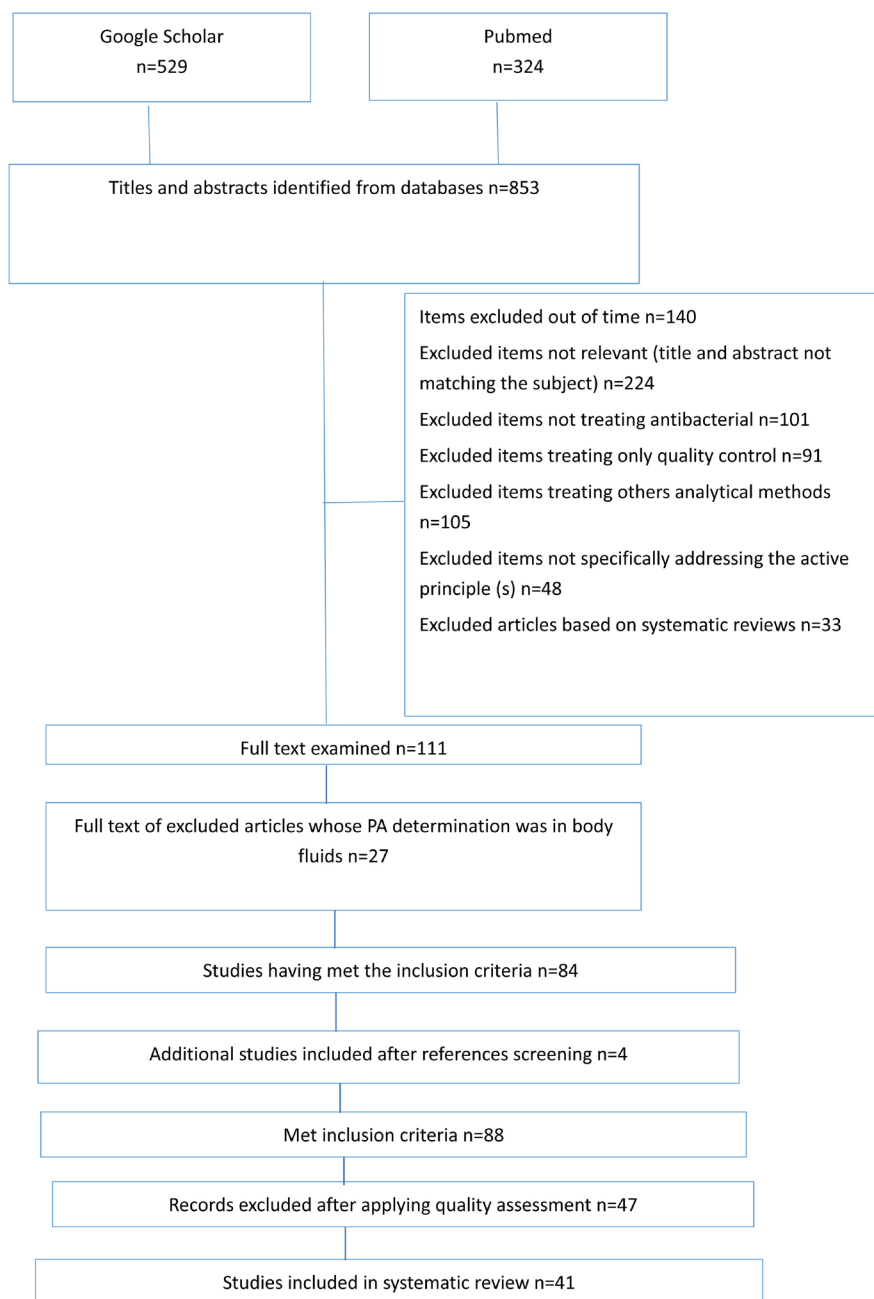 Google Scholar
n=529
Pubmed
n=324
Titles and abstracts identified from databases n=853
Items excluded out of time n=140
Excluded items not relevant (title and abstract not
matching the subject) n=224
Excluded items not treating antibacterial n=101
Excluded items treating only quality control n=91
Excluded items treating others analytical methods
n=105
Excluded items not specifically addressing the active
principle (s) n=48
Excluded articles based on systematic reviews n=33
Full text examined n=111
Full text of excluded articles whose PA determination was in body
fluids n=27
Studies having met the inclusion criteria n=84
Additional studies included after references screening n=4
Met inclusion criteria n=88
Records excluded after applying quality assessment n=47
Studies included in systematic review n=41